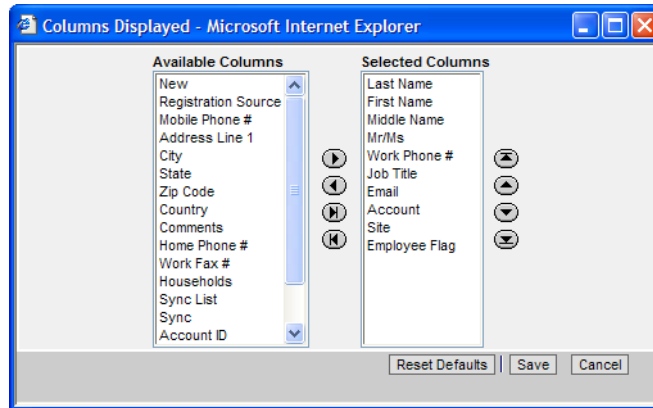 Columns Displayed - Microsoft Internet Explorer
Available Columns
New
Registration Source
Mobile Phone #
Address Line 1
City
State
Zip Code
Country
Comments
Home Phone #
Work Fax #
Households
Sync List
Sync
Account ID
Selected Columns
Last Name
First Name
Middle Name
Mr/Ms
Work Phone #
Job Title
Email
Account
Site
Employee Flag
Reset Defaults | Save Cancel